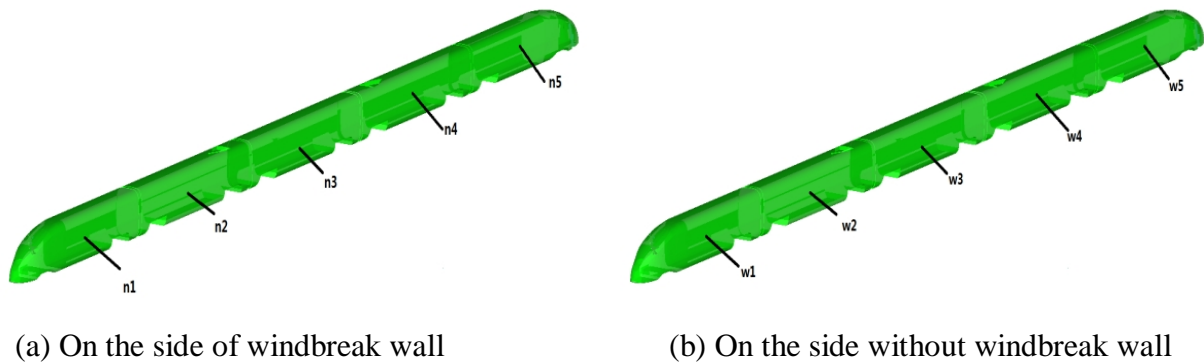 n5
n4
n3
n2
n1
w5
w4
w3
w2
w1
(a) On the side of windbreak wall
(b) On the side without windbreak wall